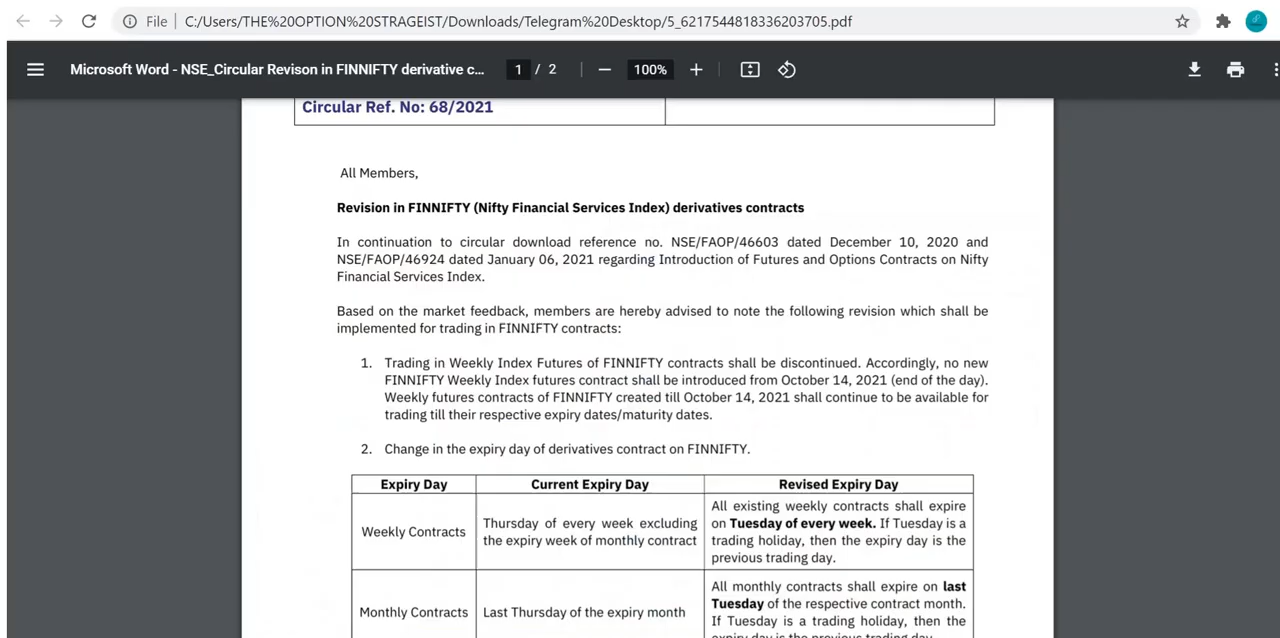 File C:/Users/THE%20OPTION%20STRAGEIST/Downloads/Telegram%20Desktop/5_6217544818336203705.pdf
Microsoft Word - NSE_Circular Revison in FINNIFTY derivative c... 1 / 2 — 100% +
Circular Ref. No: 68/2021
All Members,
Revision in FINNIFTY (Nifty Financial Services Index) derivatives contracts
In continuation to circular download reference no. NSE/FAOP/46603 dated December 10, 2020 and
NSE/FAOP/46924 dated January 06, 2021 regarding Introduction of Futures and Options Contracts on Nifty
Financial Services Index.
Based on the market feedback, members are hereby advised to note the following revision which shall be
implemented for trading in FINNIFTY contracts:
1. Trading in Weekly Index Futures of FINNIFTY contracts shall be discontinued. Accordingly, no new
FINNIFTY Weekly Index futures contract shall be introduced from October 14, 2021 (end of the day).
Weekly futures contracts of FINNIFTY created till October 14, 2021 shall continue to be available for
trading till their respective expiry dates/maturity dates.
2. Change in the expiry day of derivatives contract on FINNIFTY.
Expiry Day Current Expiry Day Revised Expiry Day
Weekly Contracts
Thursday of every week excluding
the expiry week of monthly contract
All existing weekly contracts shall expire
on Tuesday of every week. If Tuesday is a
trading holiday, then the expiry day is the
previous trading day.
Monthly Contracts
Last Thursday of the expiry month
All monthly contracts shall expire on last
Tuesday of the respective contract month.
If Tuesday is a trading holiday, then the
expiry day is the previous trading day